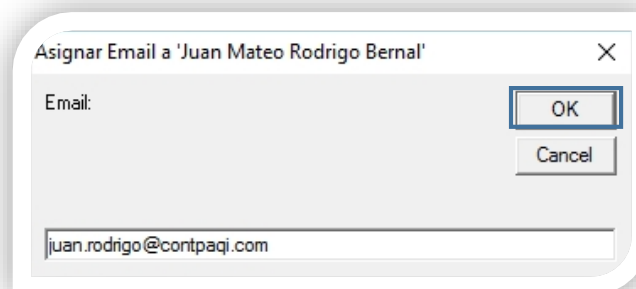 Asignar Email a 'Juan Mateo Rodrigo Bernal'
Email:
OK
Cancel
juan.rodrigo@contpaqi.com